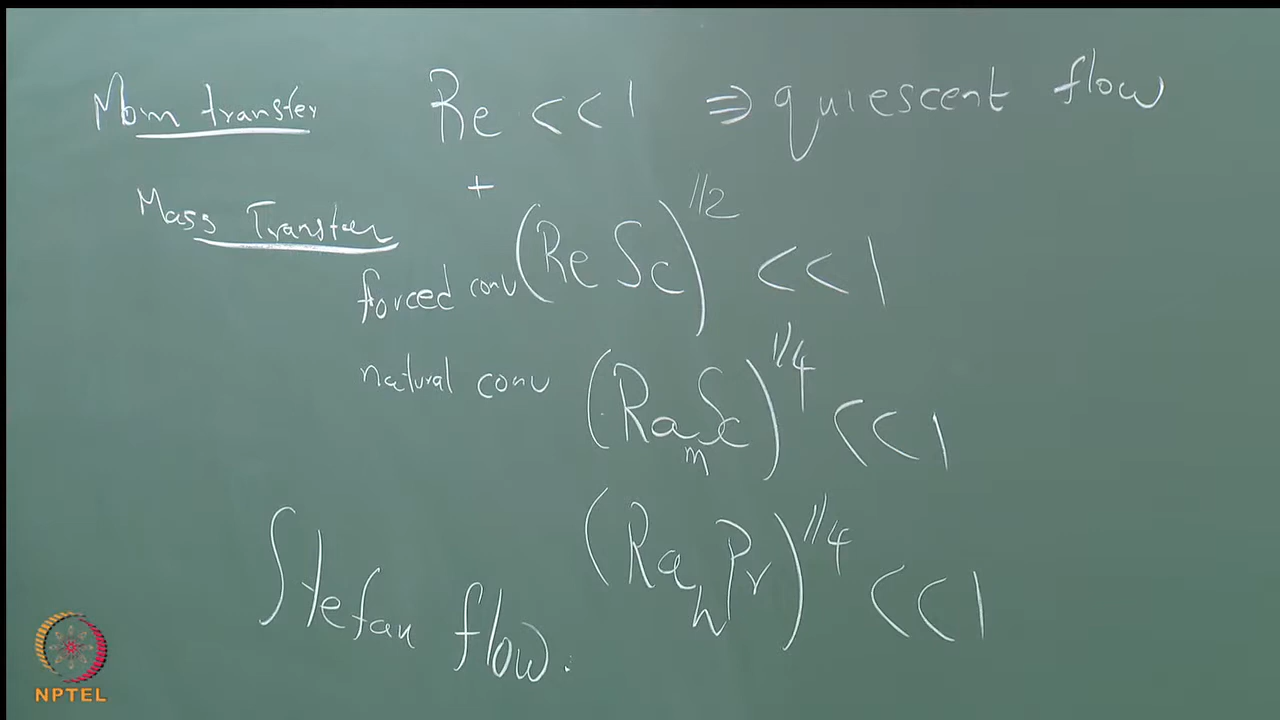 Mom transfer Re <<1 ⇒ quiescent flow
+
Mass Transfer
forced conv (Re Sc)^1/2 <<1
natural conv (Ra_m Sc)^1/4 <<1
(Ra_h Pr)^1/4 <<1
Stefan flow.
NPTEL